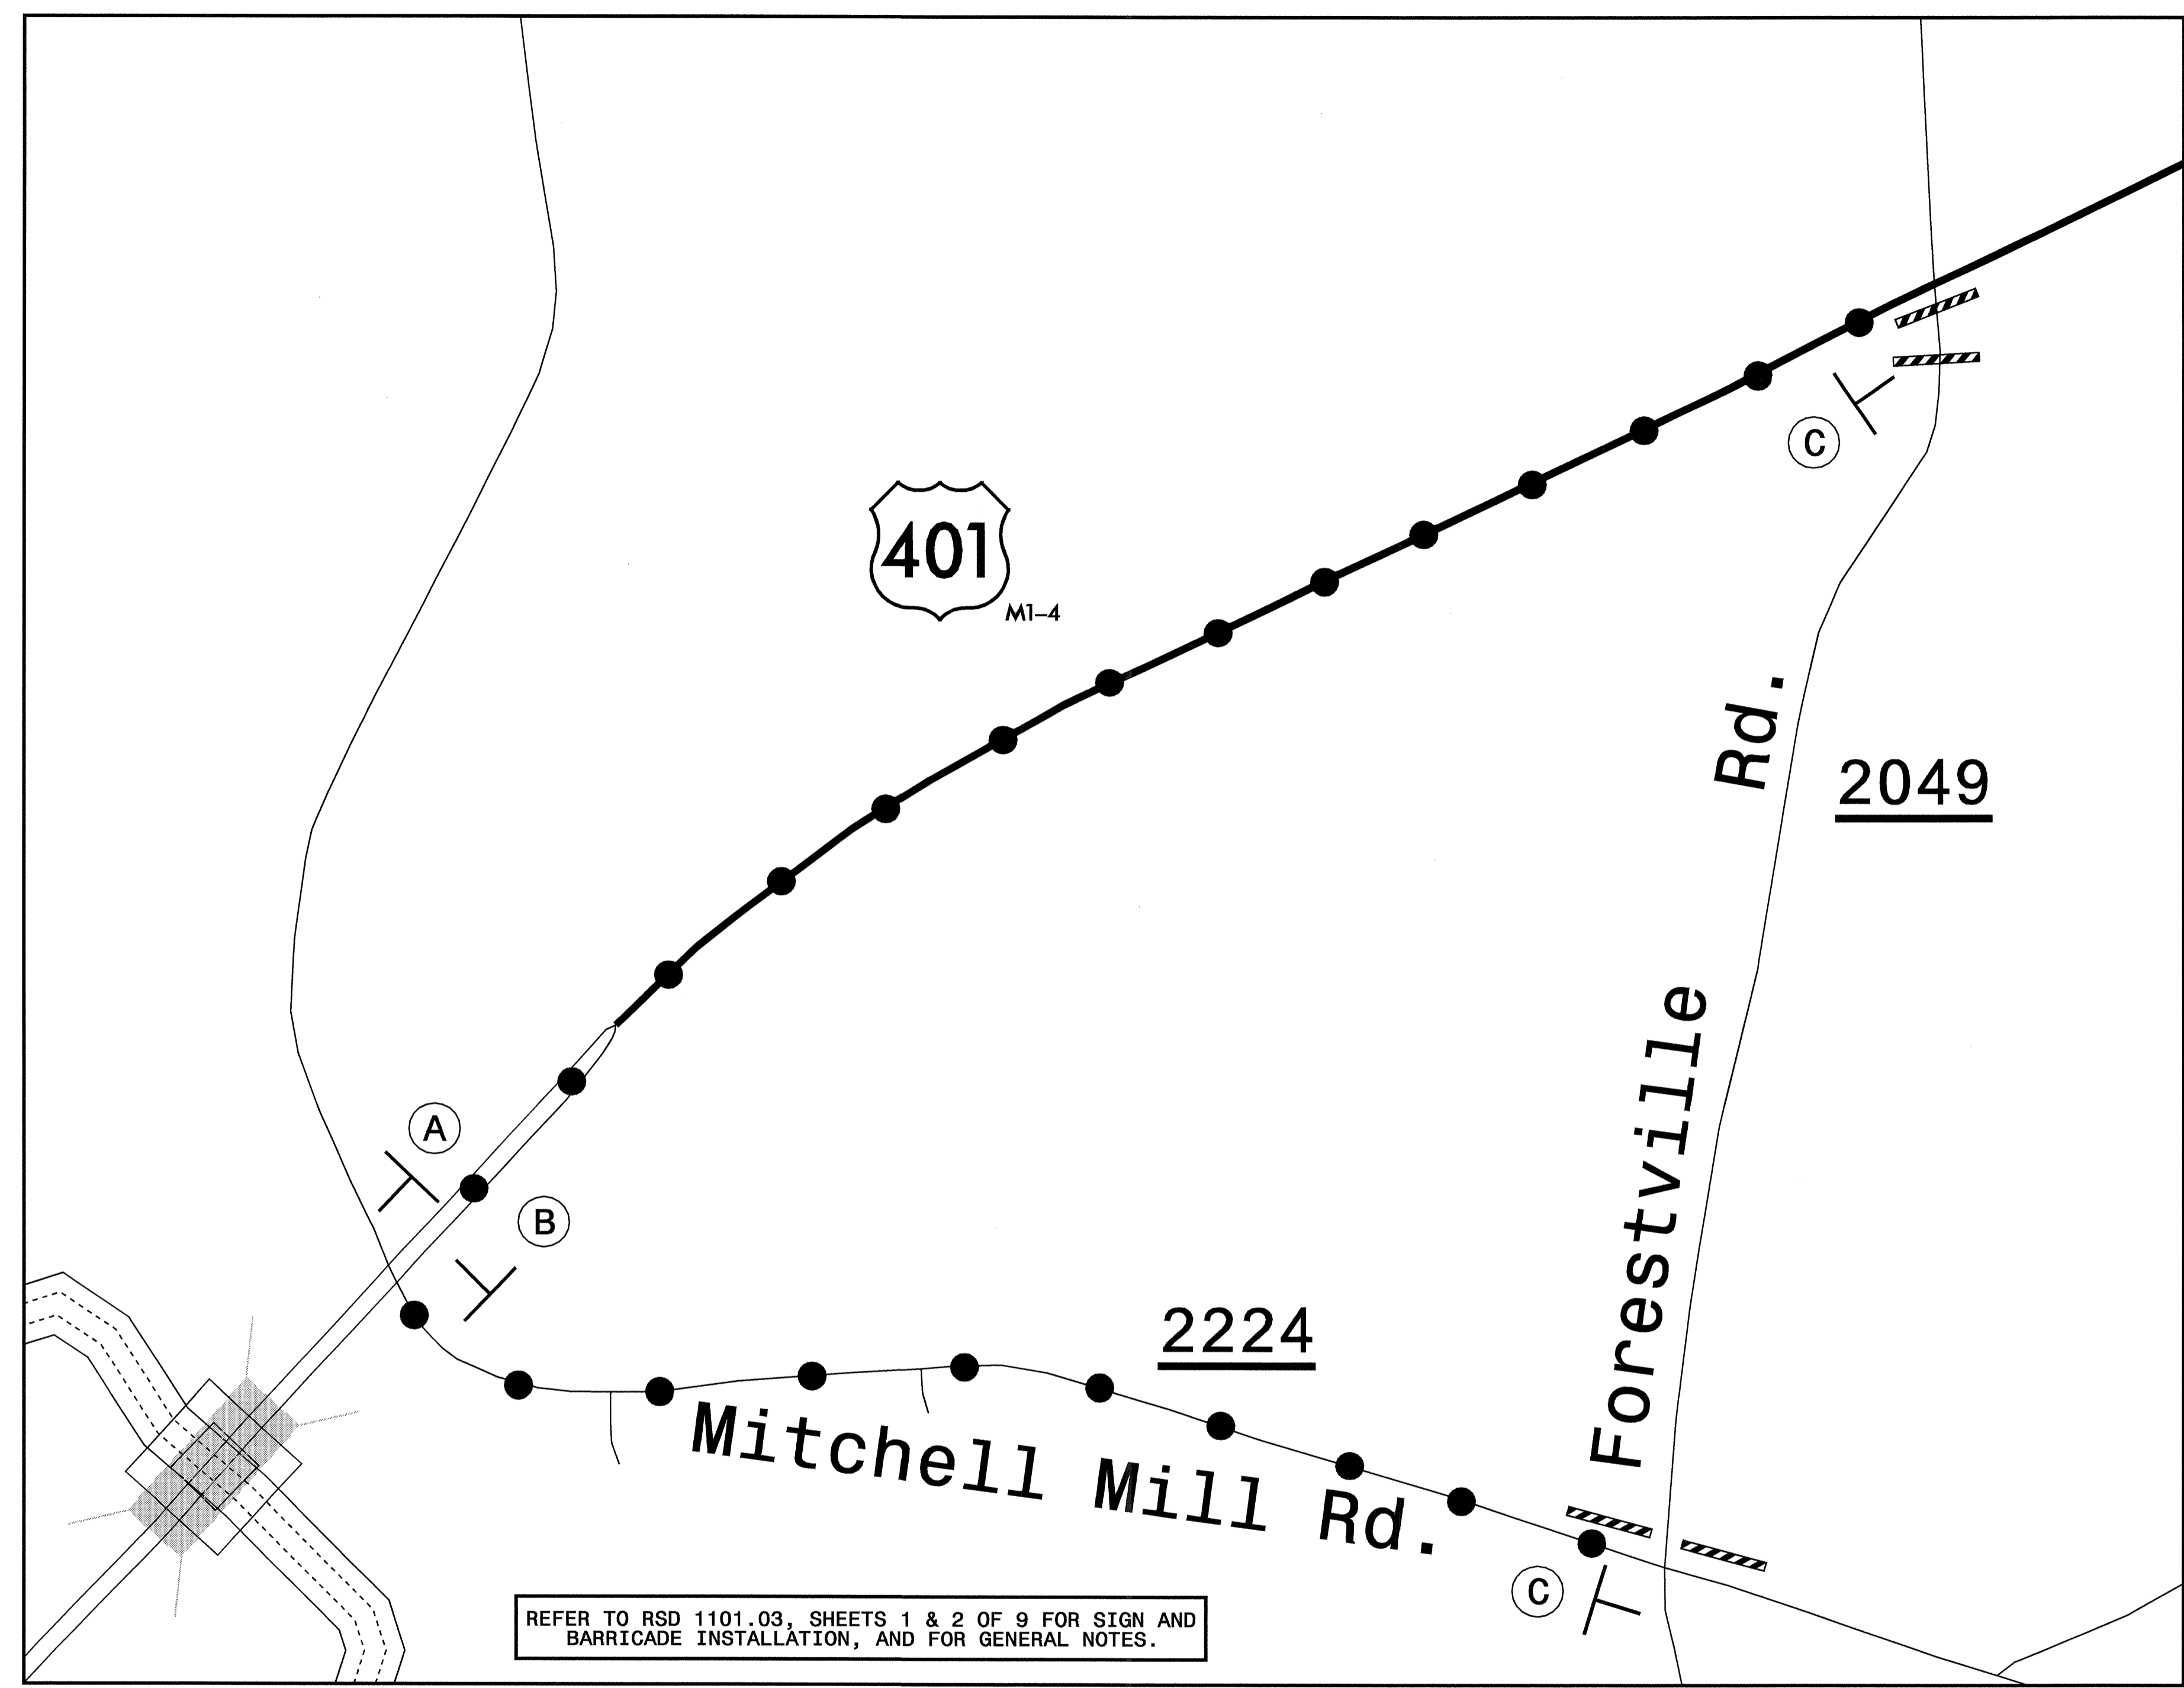 401
M1-4
C
Rd.
2049
Forestville
A
B
2224
Mitchell Mill Rd.
C
REFER TO RSD 1101.03, SHEETS 1 & 2 OF 9 FOR SIGN AND
BARRICADE INSTALLATION, AND FOR GENERAL NOTES.